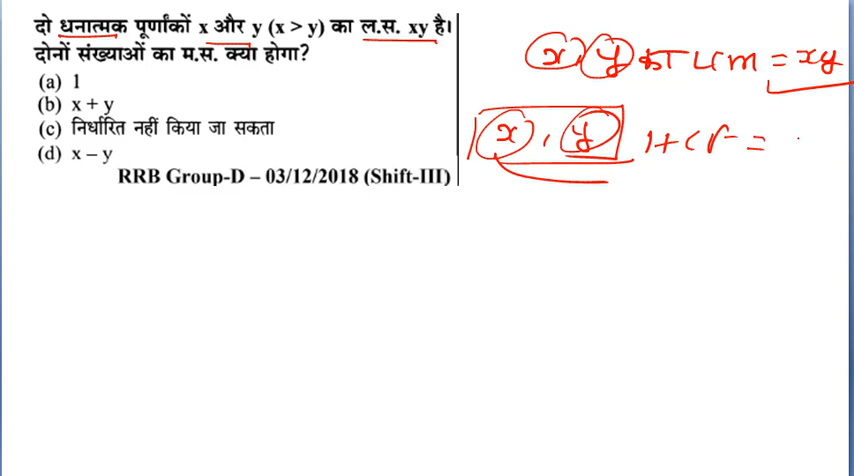 दो धनात्मक पूर्णांकों x और y (x > y) का ल.स. xy है।
दोनों संख्याओं का म.स. क्या होगा?
(a) 1
(b) x + y
(c) निर्धारित नहीं किया जा सकता
(d) x – y
RRB Group-D – 03/12/2018 (Shift-III)
x, y का LCM = xy
x, y HCF =